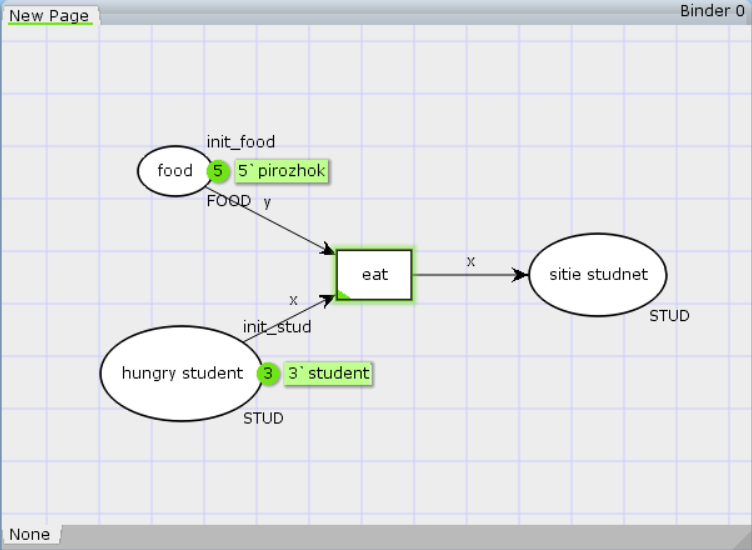 New Page
Binder 0
init_food
food
5
5`pirozhok
FOOD
y
eat
x
sitie studnet
STUD
x
init_stud
hungry student
3
3`student
STUD
None